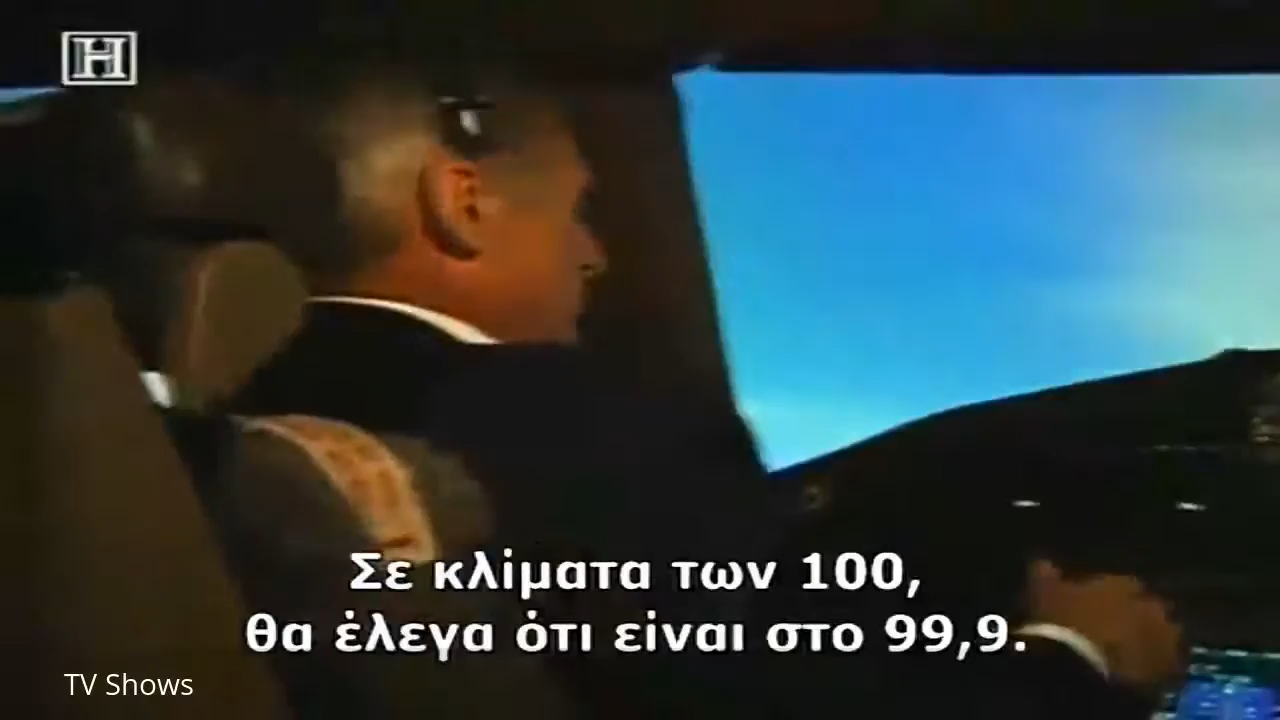 H
Σε κλίματα των 100,
θα έλεγα ότι είναι στο 99,9.
TV Shows